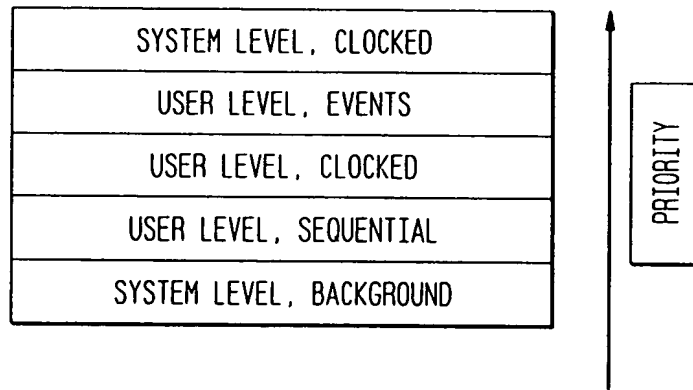 SYSTEM LEVEL, CLOCKED
USER LEVEL, EVENTS
USER LEVEL, CLOCKED
USER LEVEL, SEQUENTIAL
SYSTEM LEVEL, BACKGROUND
PRIORITY